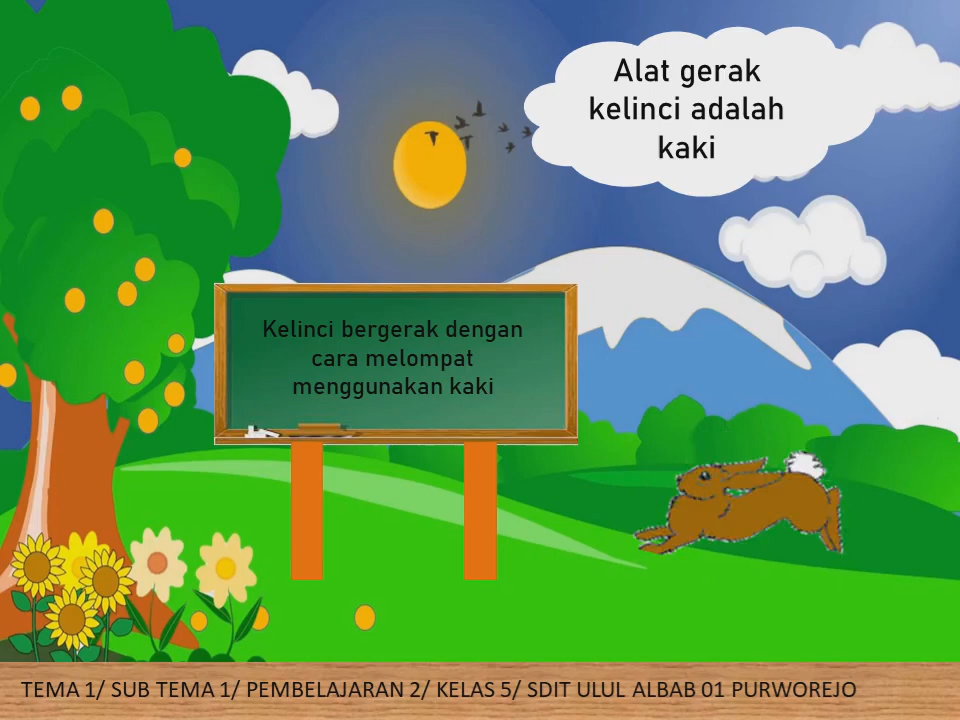 Alat gerak
kelinci adalah
kaki
Kelinci bergerak dengan
cara melompat
menggunakan kaki
TEMA 1/ SUB TEMA 1/ PEMBELAJARAN 2/ KELAS 5/ SDIT ULUL ALBAB 01 PURWOREJO